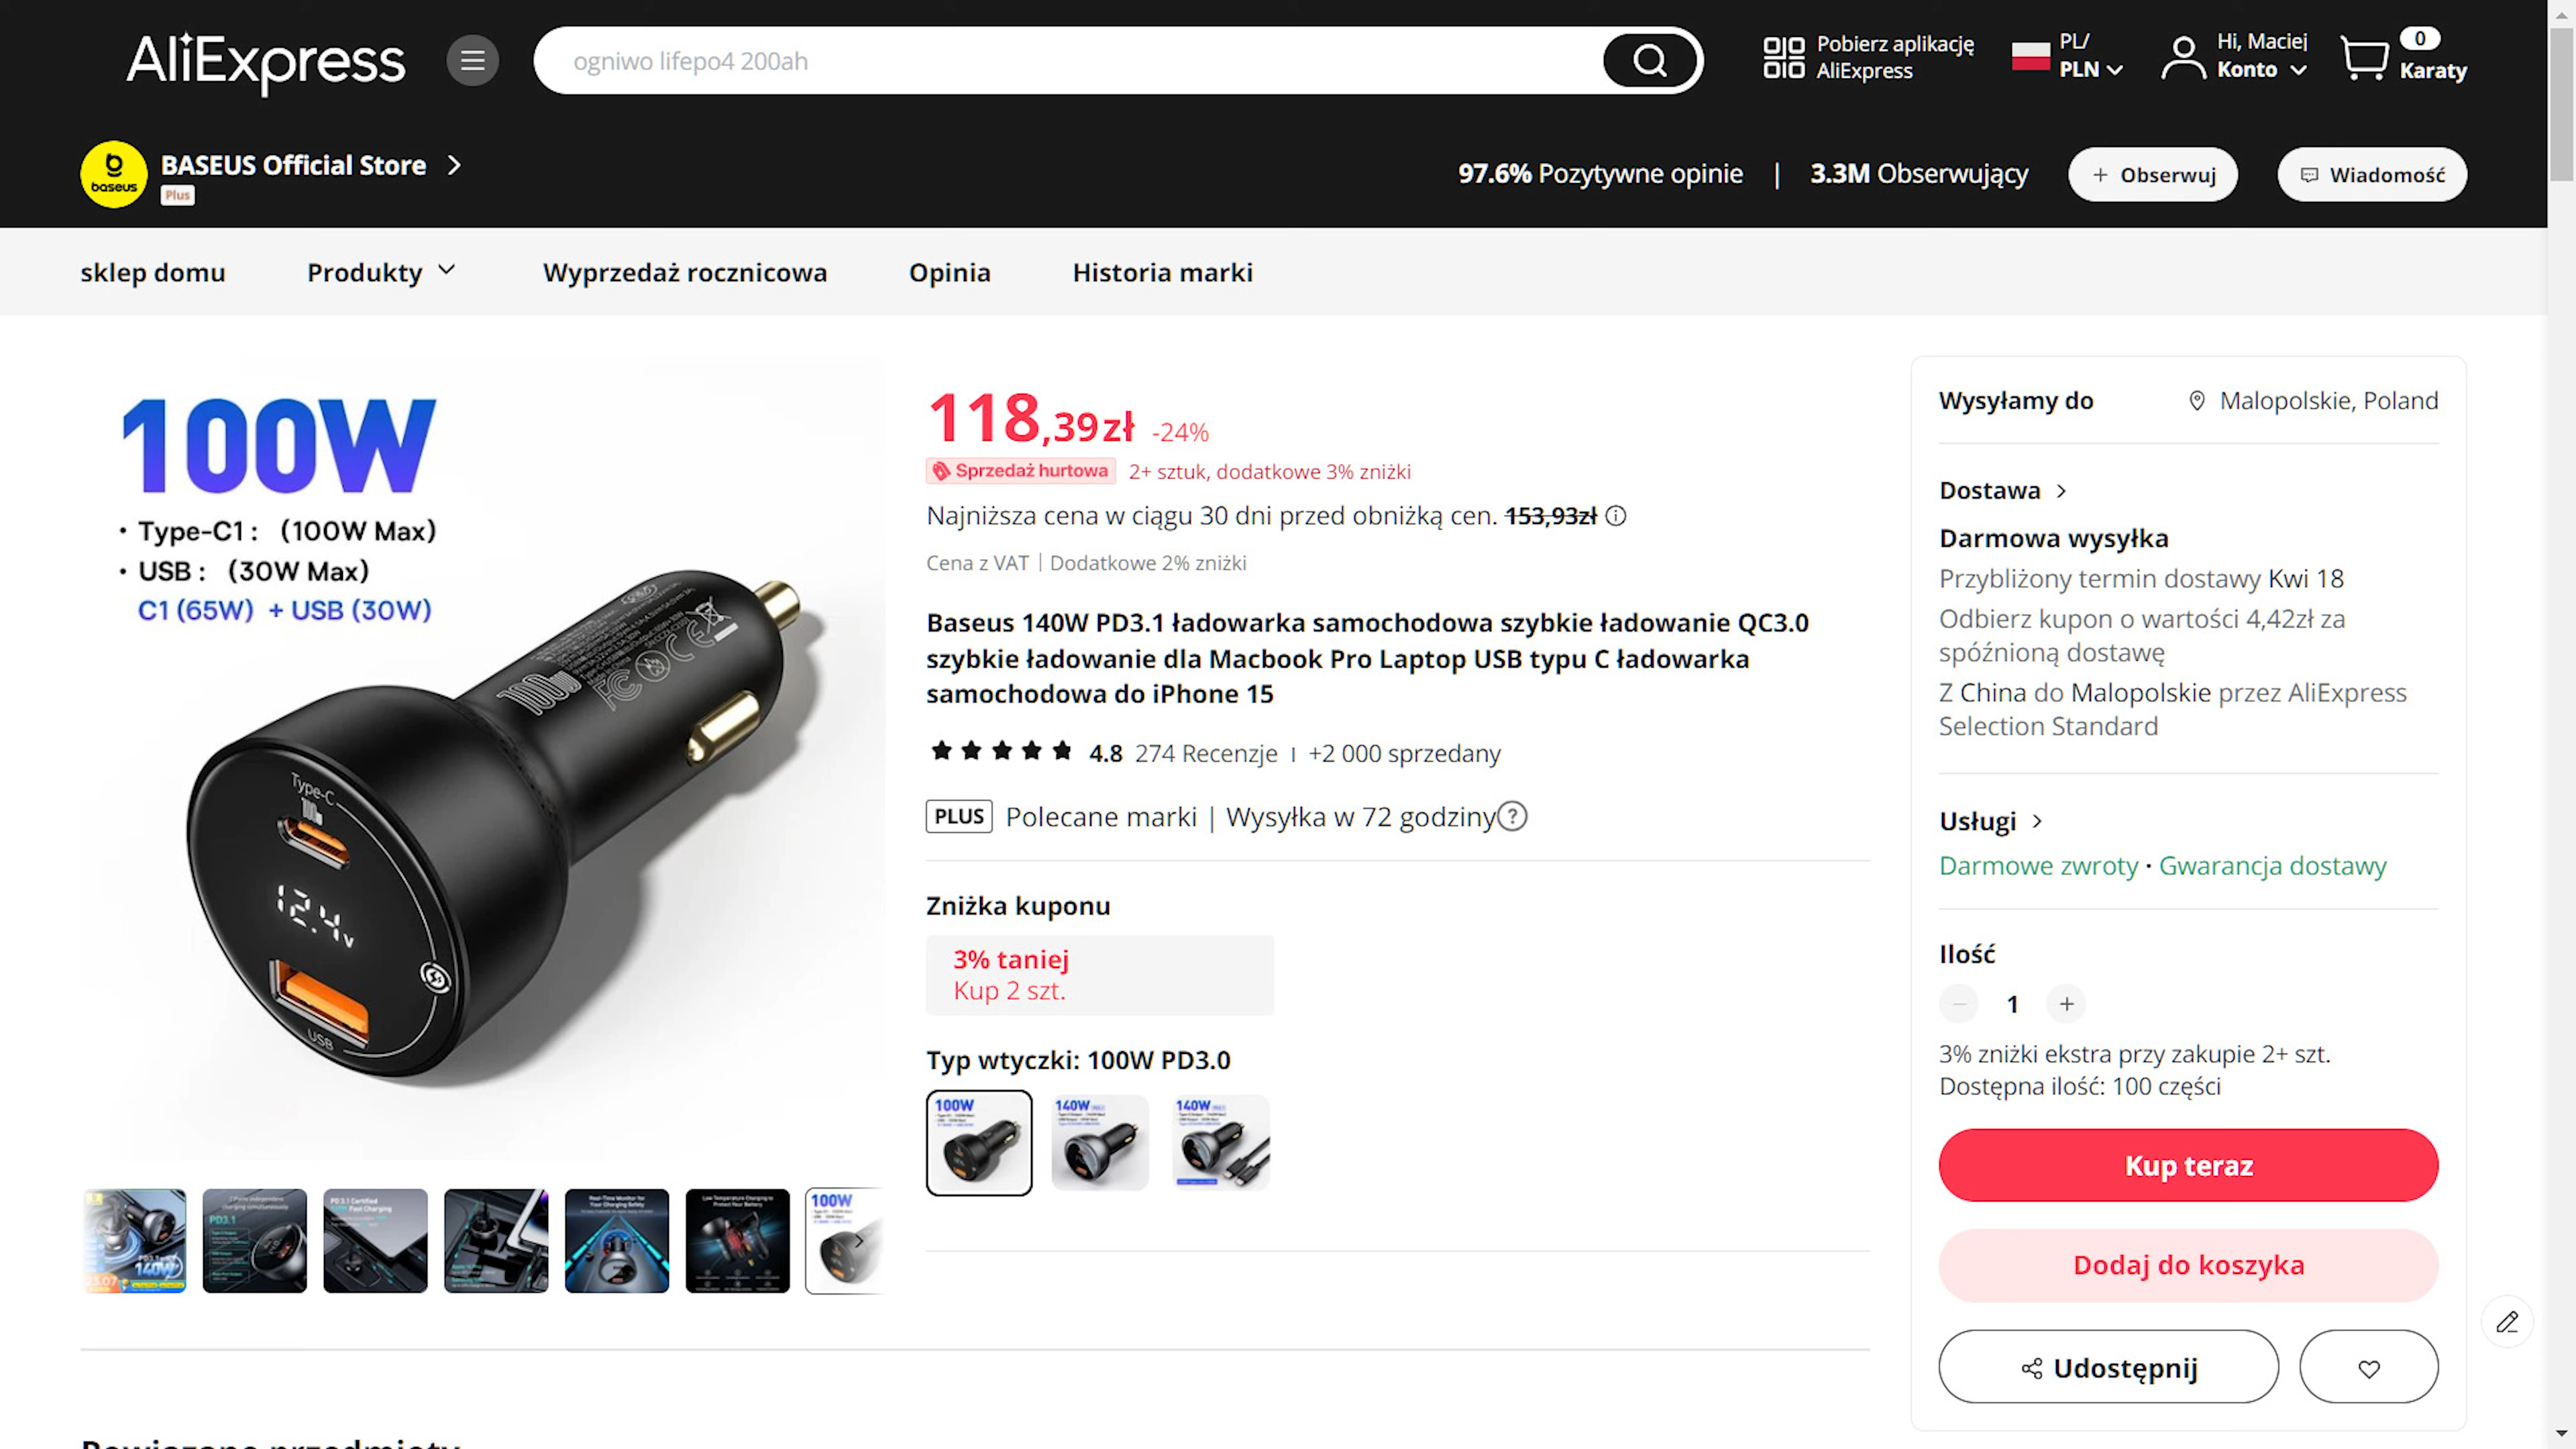 AliExpress
ogniwo lifepo4 200ah
Pobierz aplikację
AliExpress
PL/
PLN
Hi, Maciej
Konto
0
Karaty
baseus
BASEUS Official Store
Plus
97.6% Pozytywne opinie | 3.3M Obserwujący
+ Obserwuj
Wiadomość
sklep domu
Produkty
Wyprzedaż rocznicowa
Opinia
Historia marki
100W
• Type-C1: (100W Max)
• USB: (30W Max)
C1 (65W) + USB (30W)
100W
Type-C
12.4v
USB
118,39zł -24%
Sprzedaż hurtowa 2+ sztuk, dodatkowe 3% zniżki
Najniższa cena w ciągu 30 dni przed obniżką cen. 153,93zł
Cena z VAT | Dodatkowe 2% zniżki
Baseus 140W PD3.1 ładowarka samochodowa szybkie ładowanie QC3.0
szybkie ładowanie dla Macbook Pro Laptop USB typu C ładowarka
samochodowa do iPhone 15
4.8 274 Recenzje | +2 000 sprzedany
PLUS Polecane marki | Wysyłka w 72 godziny
Zniżka kuponu
3% taniej
Kup 2 szt.
Typ wtyczki: 100W PD3.0
100W
140W
140W
PD3.1
140W
100W
Wysyłamy do
Malopolskie, Poland
Dostawa
Darmowa wysyłka
Przybliżony termin dostawy Kwi 18
Odbierz kupon o wartości 4,42zł za
spóźnioną dostawę
Z China do Malopolskie przez AliExpress
Selection Standard
Usługi
Darmowe zwroty · Gwarancja dostawy
Ilość
1
3% zniżki ekstra przy zakupie 2+ szt.
Dostępna ilość: 100 części
Kup teraz
Dodaj do koszyka
Udostępnij